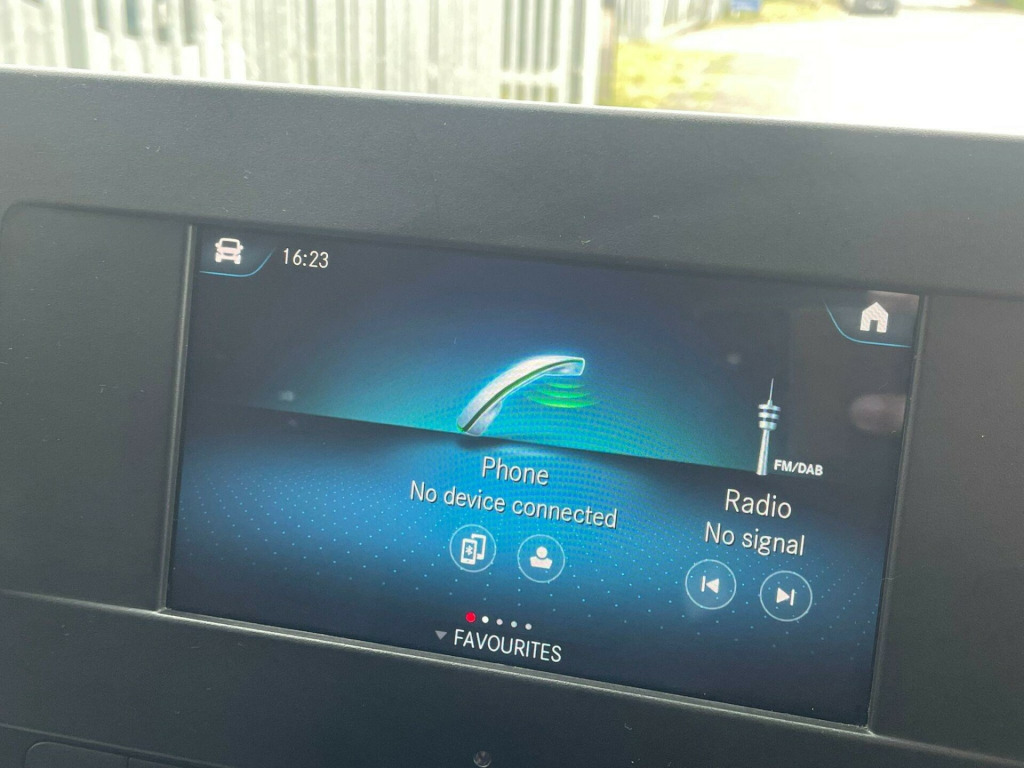 16:23
Phone
No device connected
FM/DAB
Radio
No signal
FAVOURITES